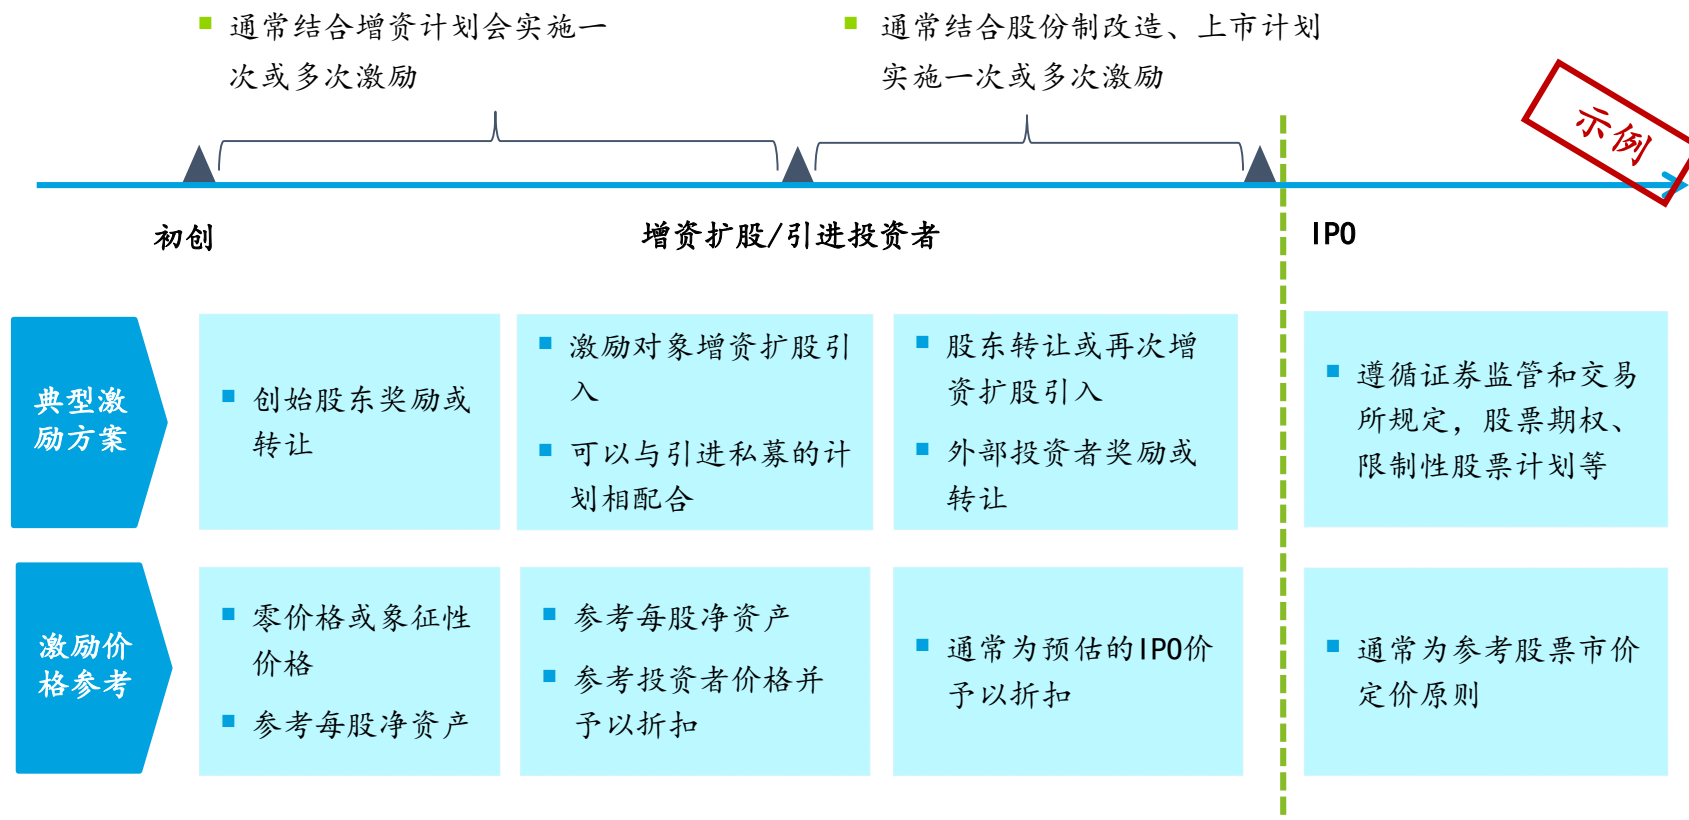 通常结合增资计划会实施一
次或多次激励
通常结合股份制改造、上市计划
实施一次或多次激励
示例
初创
增资扩股/引进投资者
IPO
典型激
励方案
创始股东奖励或
转让
激励对象增资扩股引
入
可以与引进私募的计
划相配合
股东转让或再次增
资扩股引入
外部投资者奖励或
转让
遵循证券监管和交易
所规定，股票期权、
限制性股票计划等
激励价
格参考
零价格或象征性
价格
参考每股净资产
参考每股净资产
参考投资者价格并
予以折扣
通常为预估的IPO价
予以折扣
通常为参考股票市价
定价原则